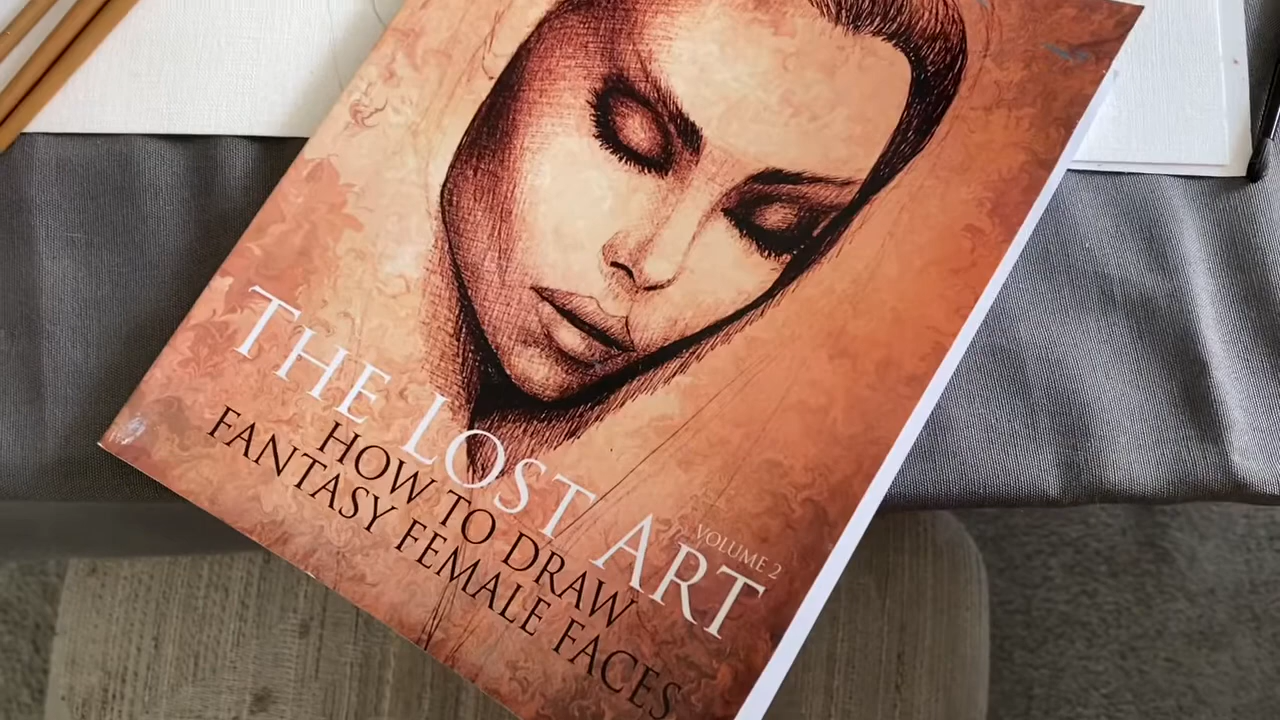 THE LOST ART
VOLUME 2
HOW TO DRAW
FANTASY FEMALE FACES